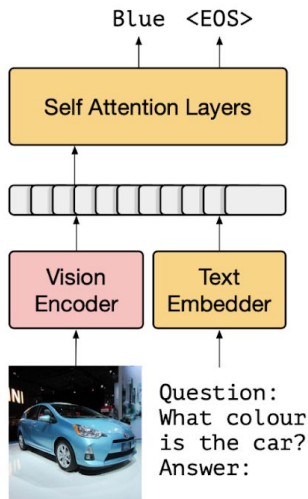 Blue <EOS>
Self Attention Layers
Vision
Encoder
Text
Embedder
Question:
What colour
is the car?
Answer: